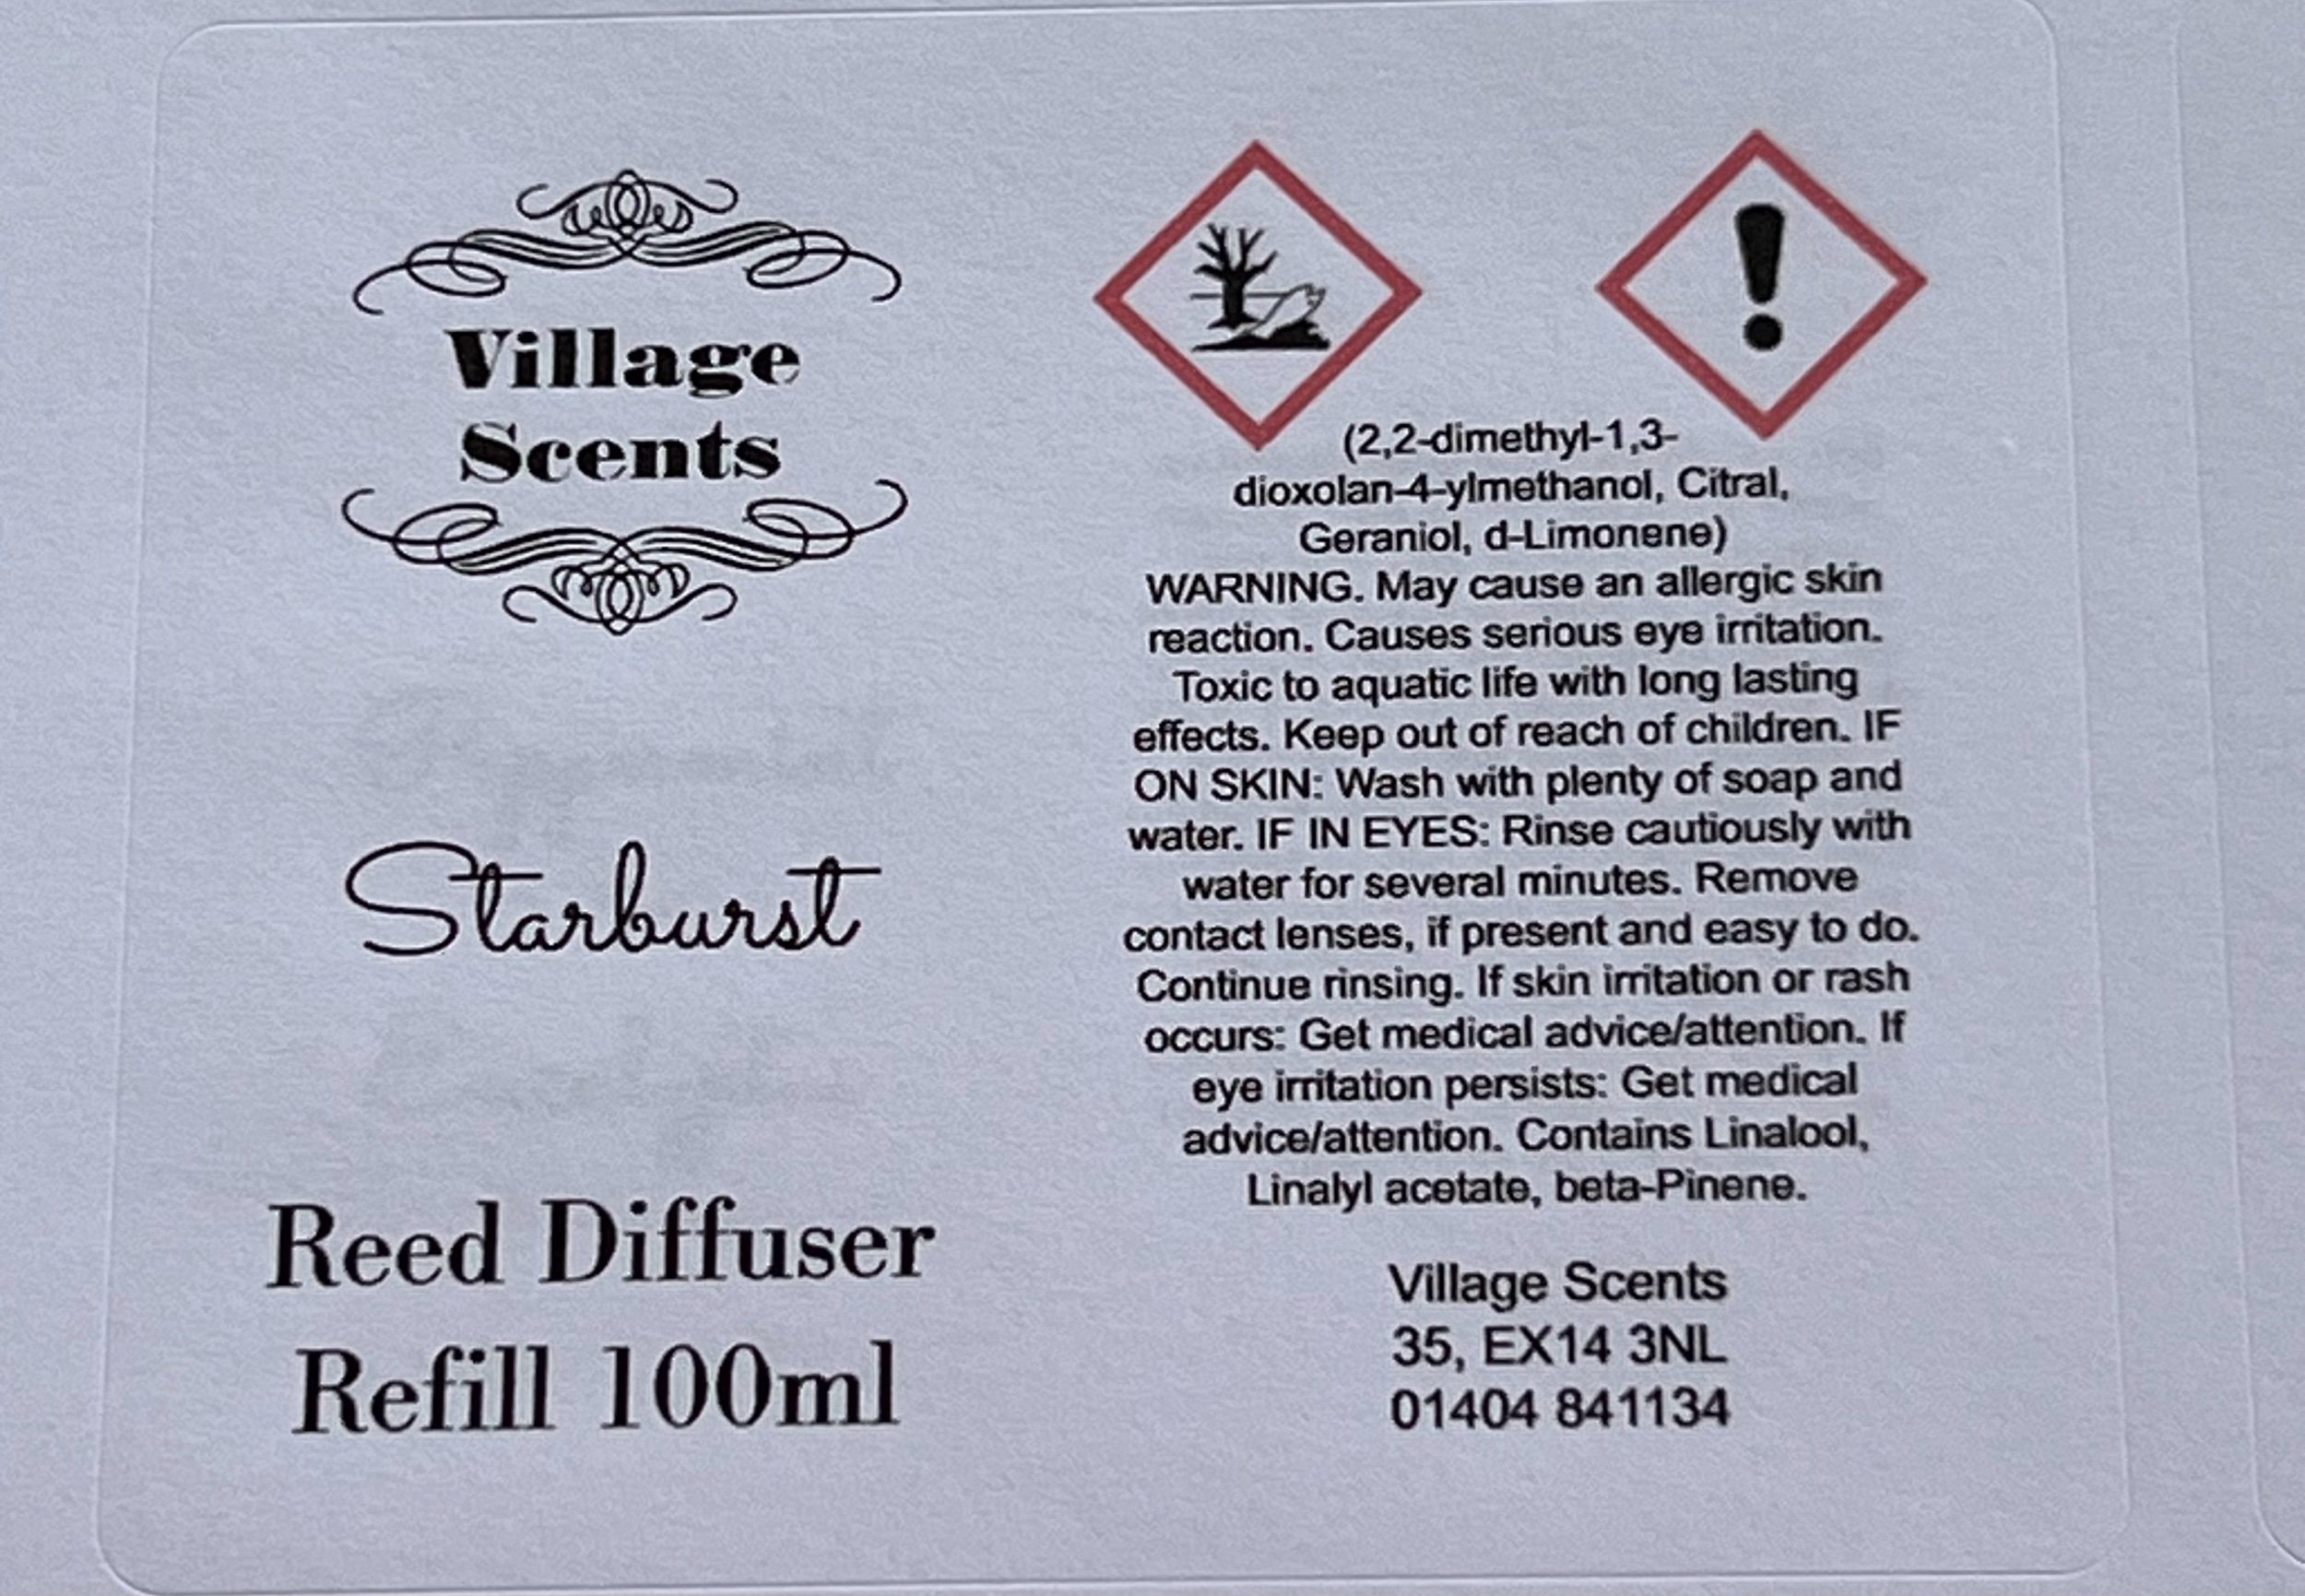 Village
Scents
Starburst
Reed Diffuser
Refill 100ml
(2,2-dimethyl-1,3-
dioxolan-4-ylmethanol, Citral,
Geraniol, d-Limonene)
WARNING. May cause an allergic skin
reaction. Causes serious eye irritation.
Toxic to aquatic life with long lasting
effects. Keep out of reach of children. IF
ON SKIN: Wash with plenty of soap and
water. IF IN EYES: Rinse cautiously with
water for several minutes. Remove
contact lenses, if present and easy to do.
Continue rinsing. If skin irritation or rash
occurs: Get medical advice/attention. If
eye irritation persists: Get medical
advice/attention. Contains Linalool,
Linalyl acetate, beta-Pinene.
Village Scents
35, EX14 3NL
01404 841134